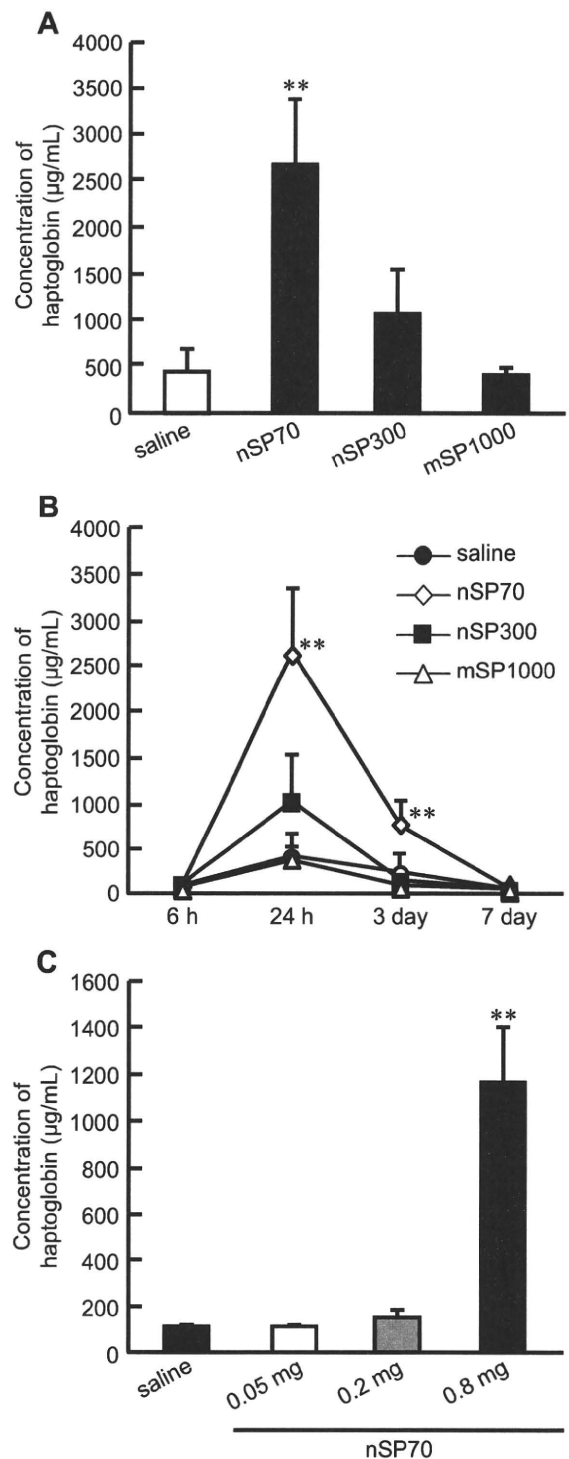 A
Concentration of
haptoglobin (µg/mL)
4000
3500
3000
2500
2000
1500
1000
500
0
**
saline
nSP70
nSP300
mSP1000
B
Concentration of
haptoglobin (µg/mL)
4000
3500
3000
2500
2000
1500
1000
500
0
**
**
saline
nSP70
nSP300
mSP1000
6 h
24 h
3 day
7 day
C
Concentration of
haptoglobin (µg/mL)
1600
1400
1200
1000
800
600
400
200
0
**
saline
0.05 mg
0.2 mg
0.8 mg
nSP70